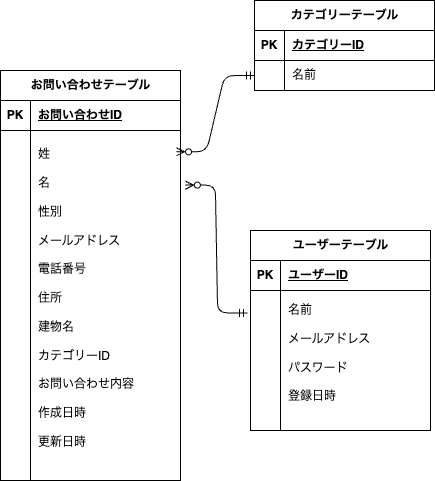 カテゴリーテーブル
PK カテゴリーID
名前
お問い合わせテーブル
PK お問い合わせID
姓
名
性別
メールアドレス
電話番号
住所
建物名
カテゴリーID
お問い合わせ内容
作成日時
更新日時
ユーザーテーブル
PK ユーザーID
名前
メールアドレス
パスワード
登録日時